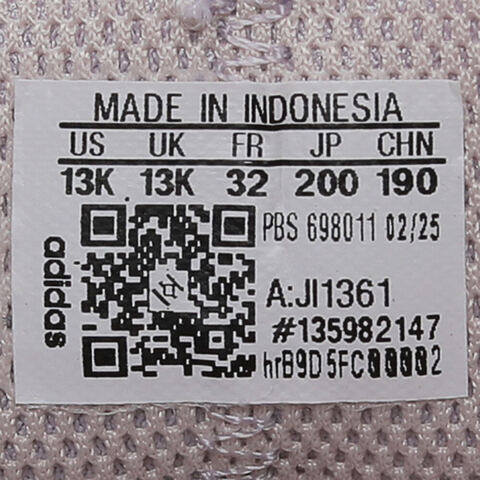 MADE IN INDONESIA
US UK FR JP CHN
13K 13K 32 200 190
adidas
PBS 698011 02/25
A:JI1361
#135982147
hrB9D5FC00002